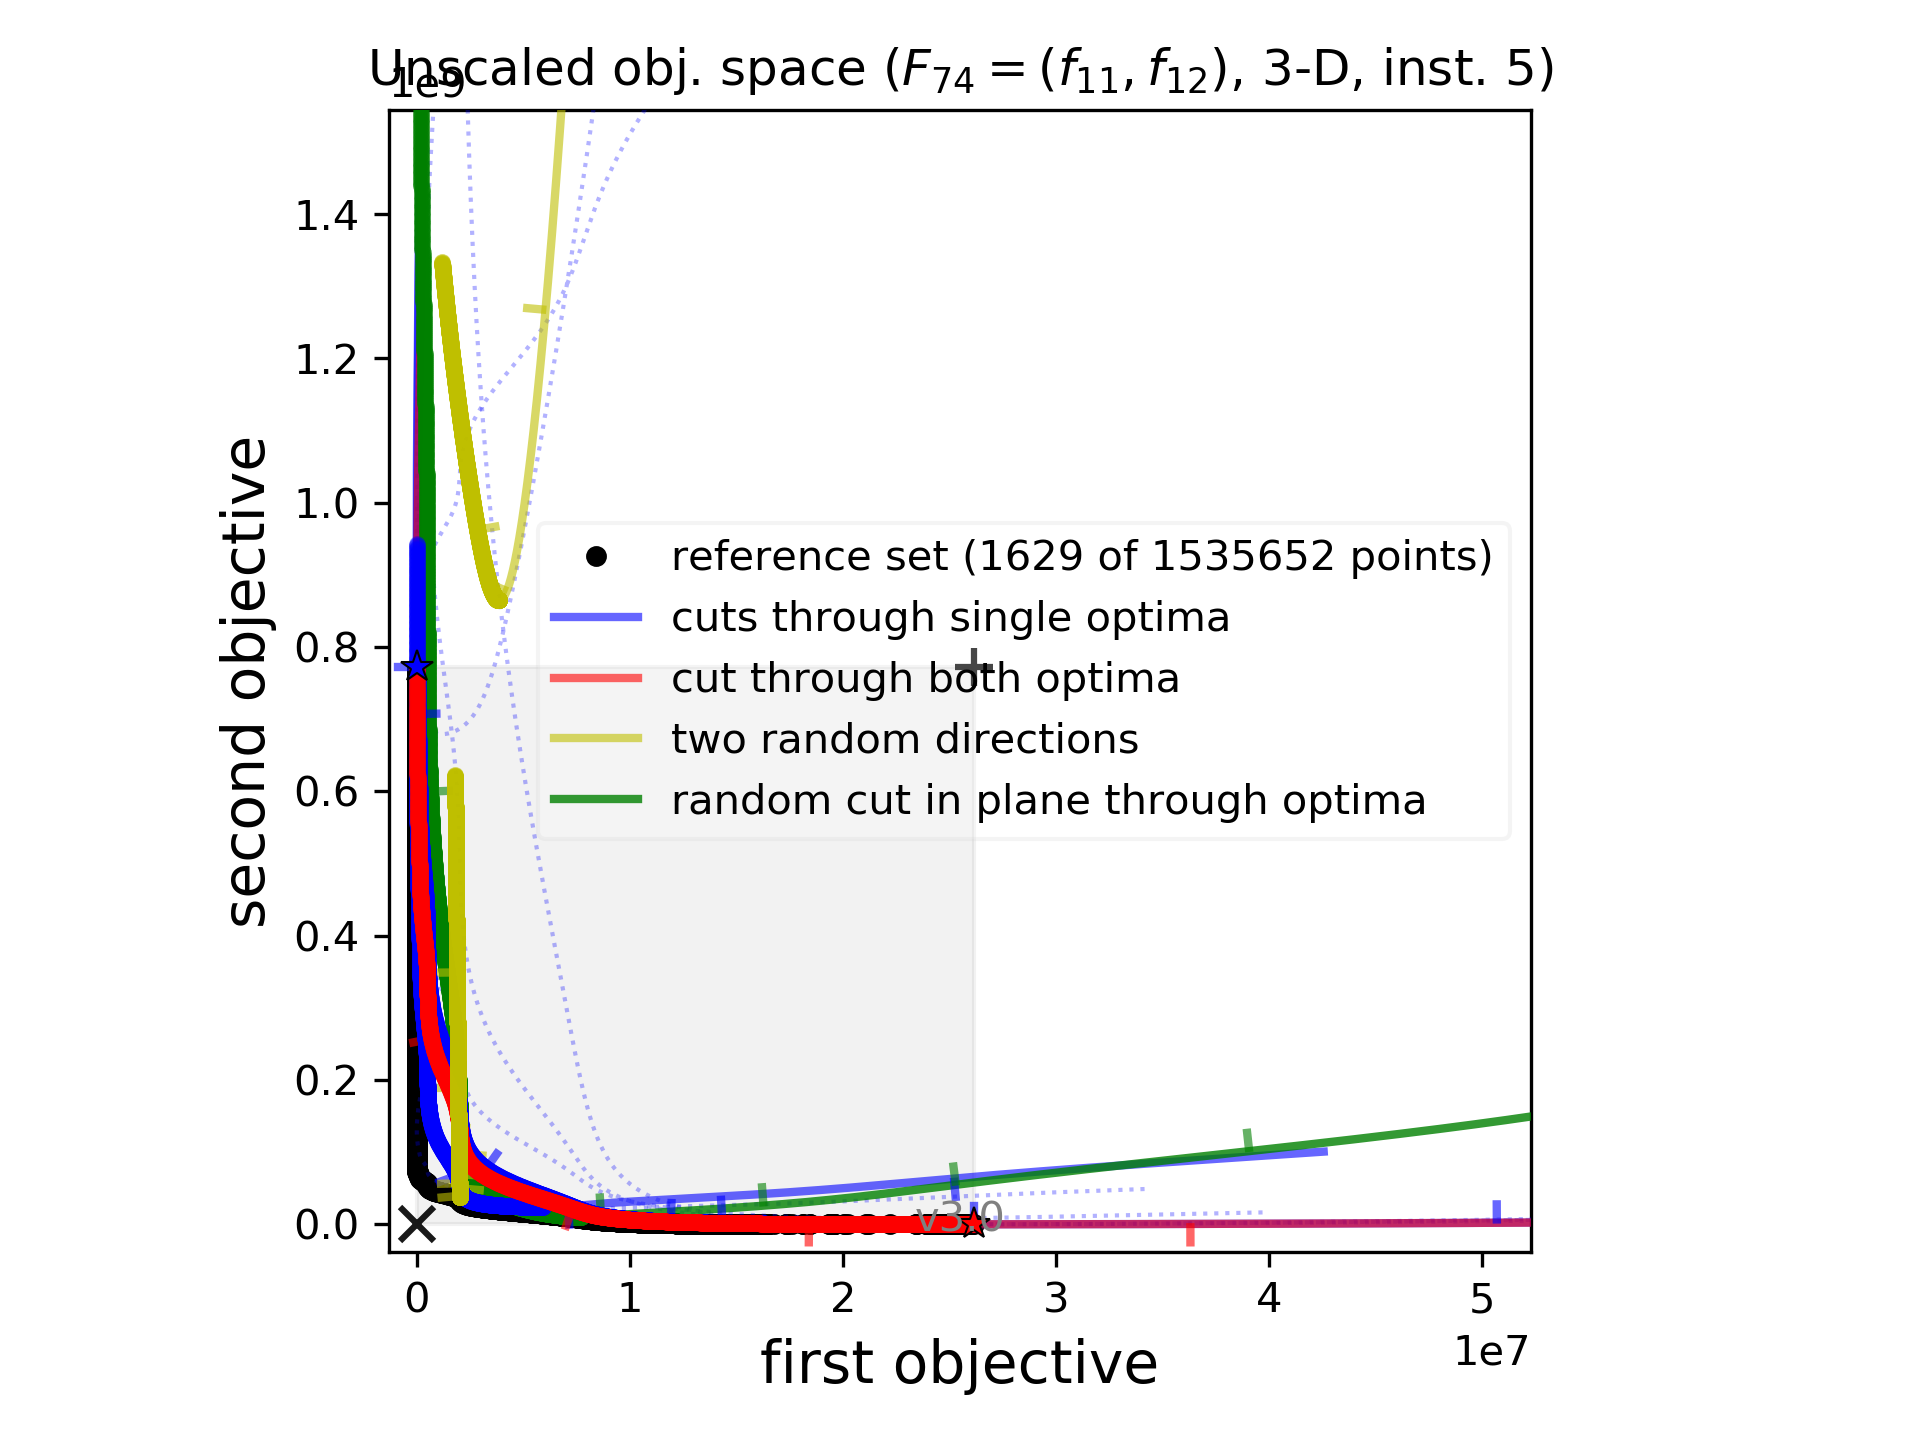 Unscaled obj. space (F₇₄ = (f₁₁, f₁₂), 3-D, inst. 5)
1e9
1.4
1.2
1.0
0.8
0.6
0.4
0.2
0.0
second objective
reference set (1629 of 1535652 points)
cuts through single optima
cut through both optima
two random directions
random cut in plane through optima
v3.0
0 1 2 3 4 5
1e7
first objective